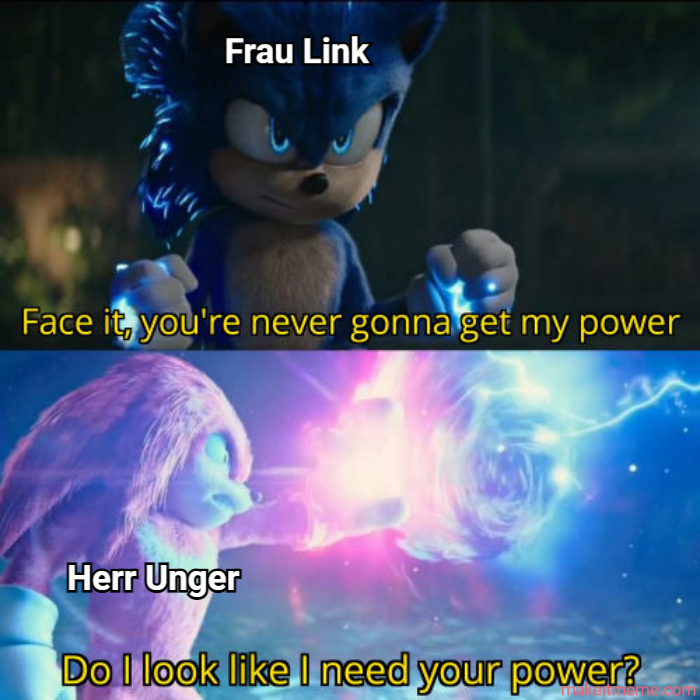 Frau Link
Face it, you're never gonna get my power
Herr Unger
Do I look like I need your power?
makeitmeme.com